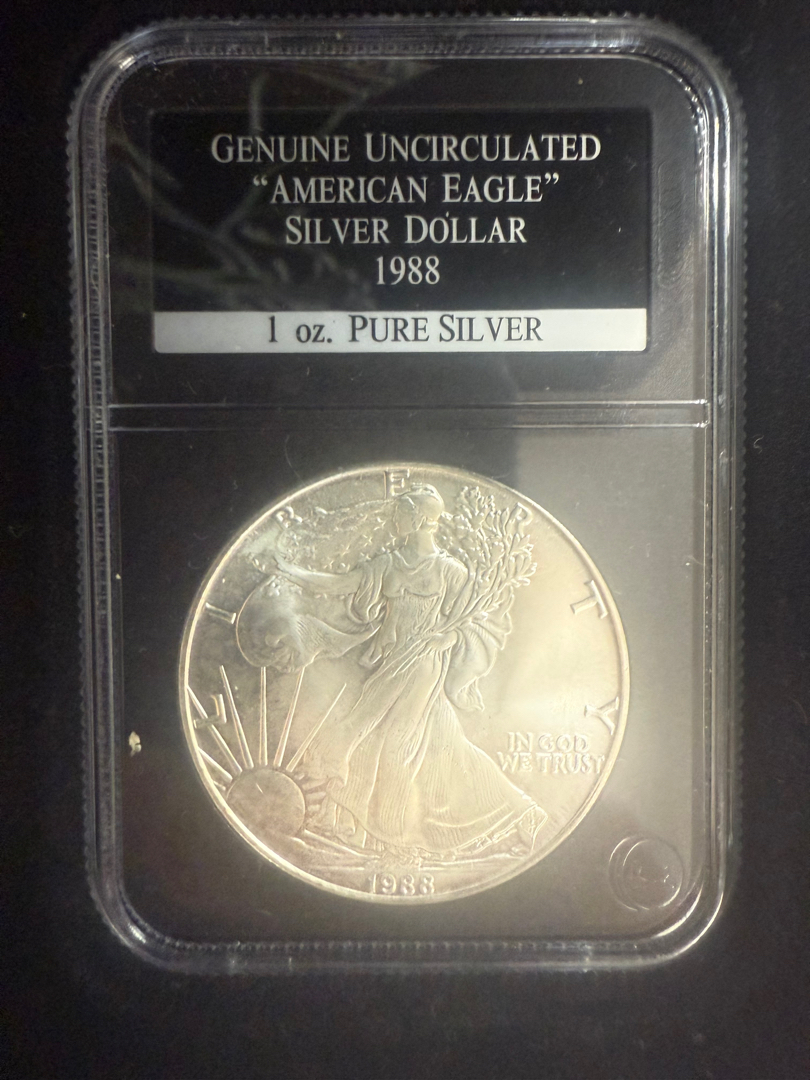 GENUINE UNCIRCULATED
“AMERICAN EAGLE”
SILVER DOLLAR
1988
1 oz. PURE SILVER
LIBERTY
IN GOD
WE TRUST
1988